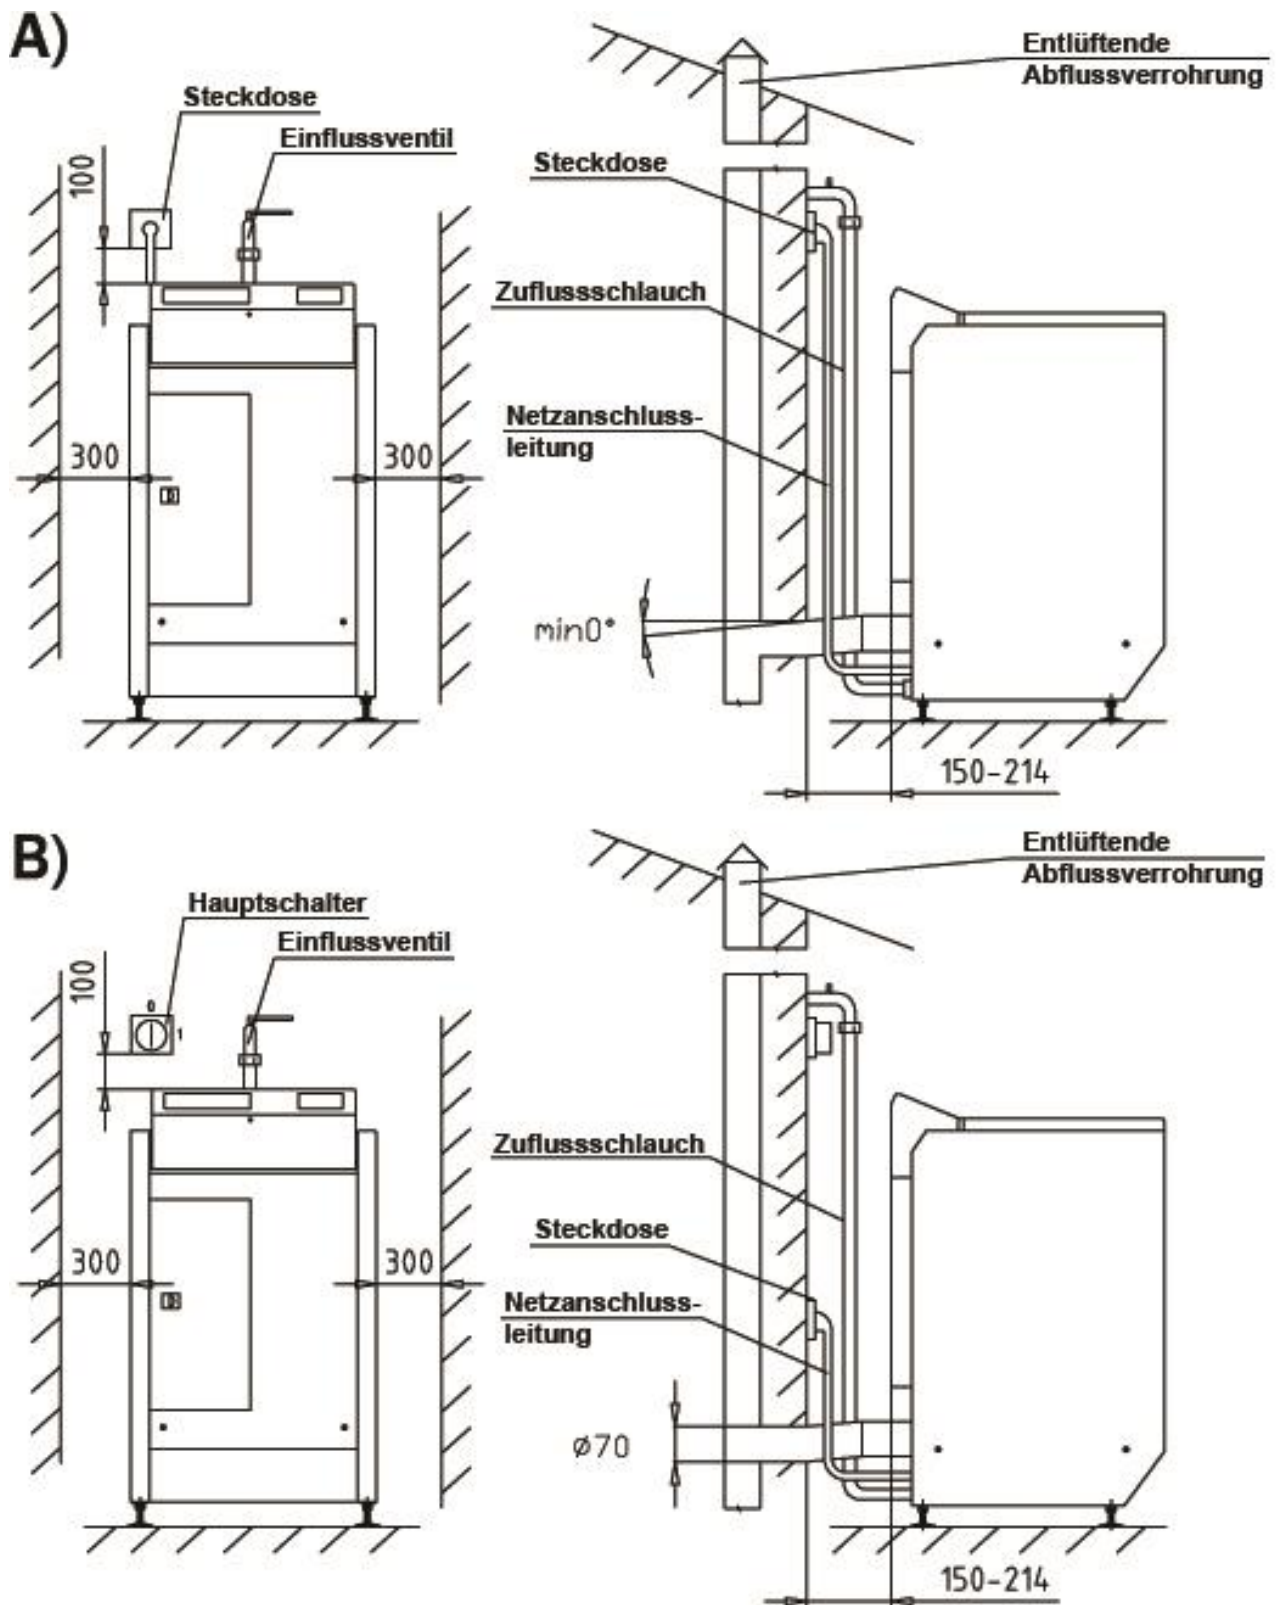 A)
Steckdose
Einflussventil
100
300
300
Entlüftende
Abflussverrohrung
Steckdose
Zuflussschlauch
Netzanschluss-
leitung
min0°
150-214
B)
Hauptschalter
Einflussventil
100
0
1
300
300
Entlüftende
Abflussverrohrung
Zuflussschlauch
Steckdose
Netzanschluss-
leitung
Ø70
150-214